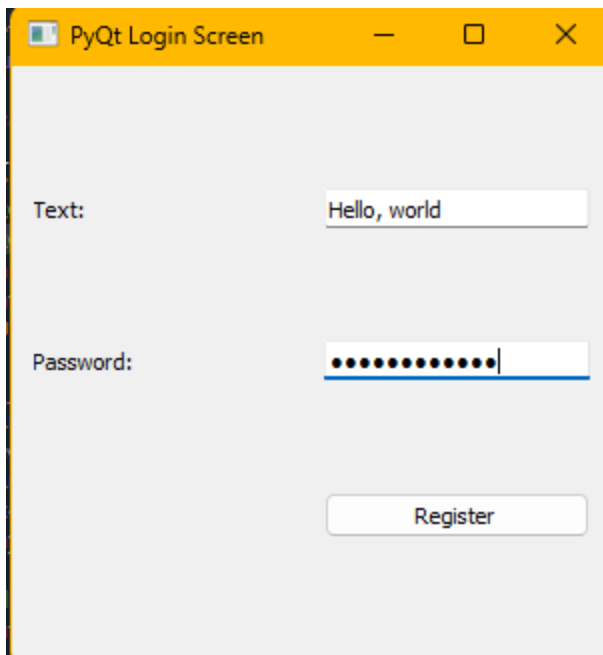 PyQt Login Screen
Text: Hello, world
Password: ●●●●●●●●●●●●
Register